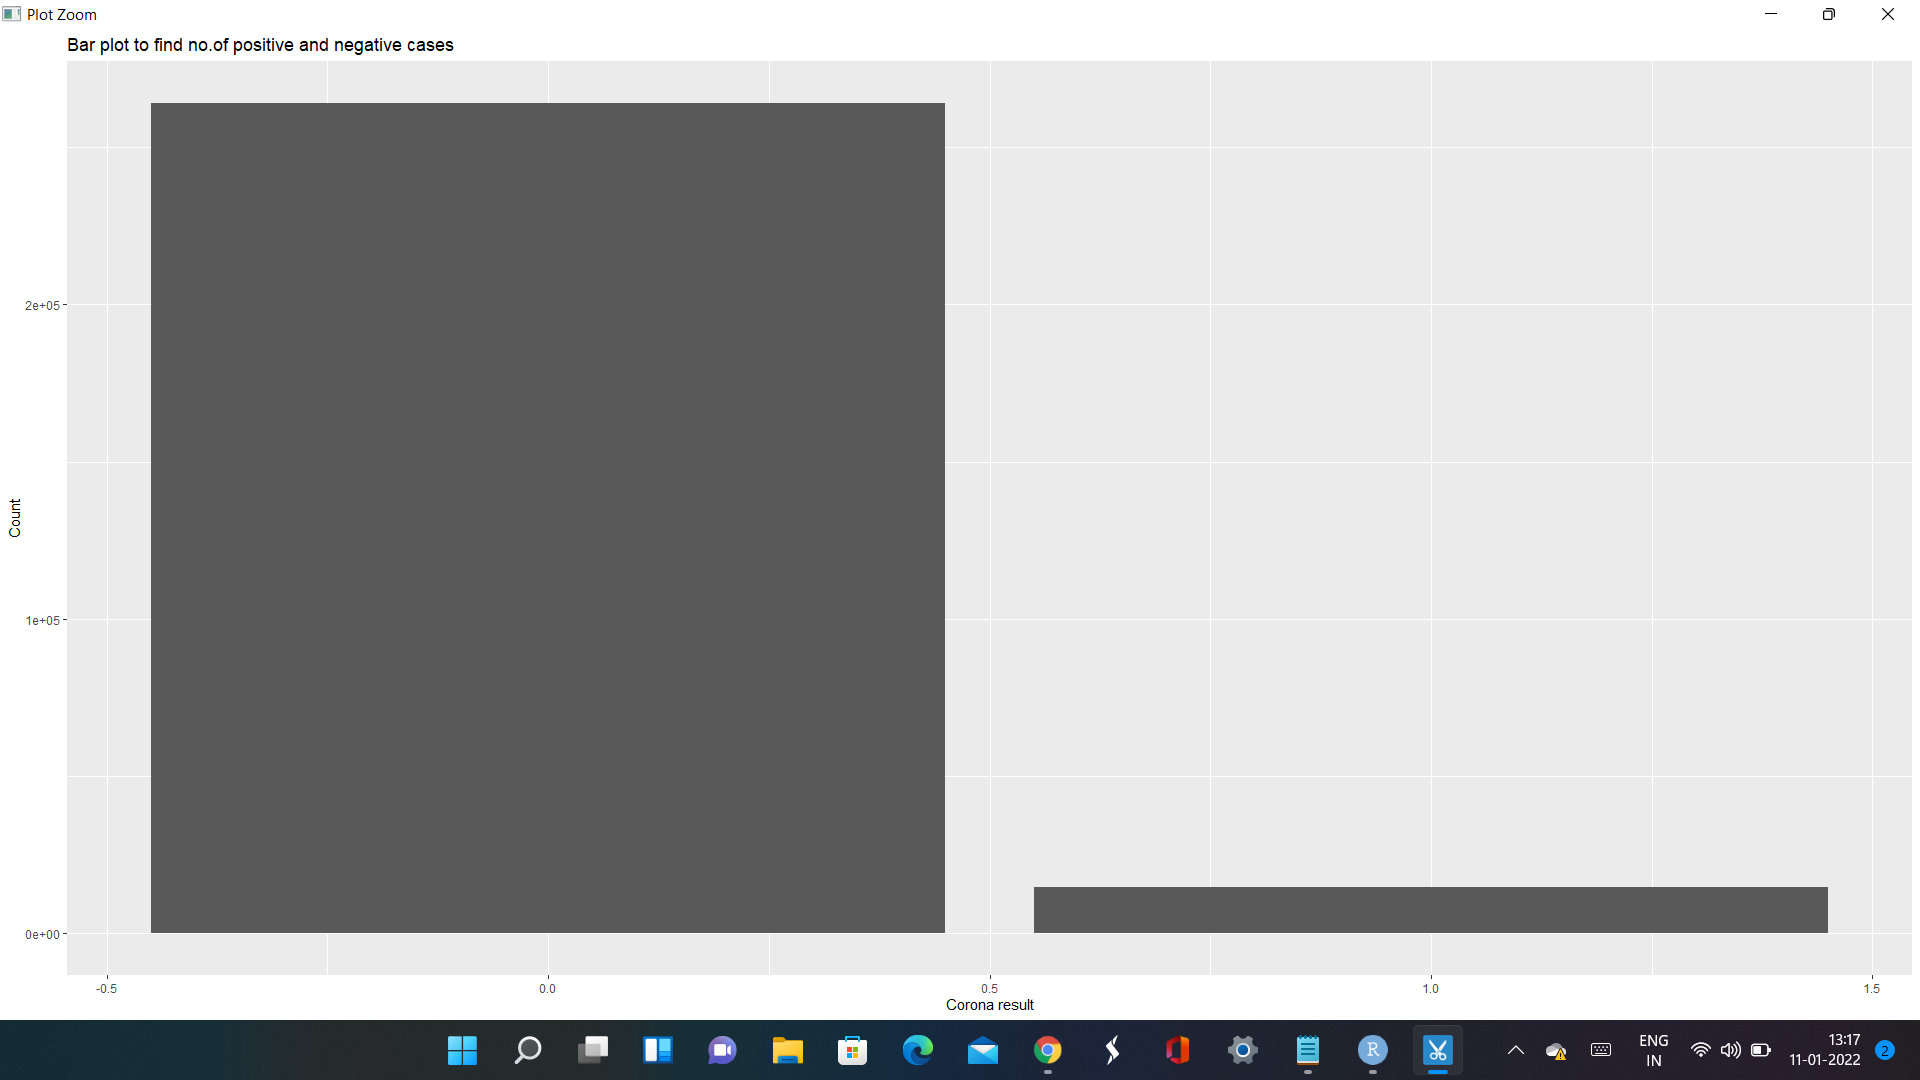 Plot Zoom
Bar plot to find no.of positive and negative cases
2e+05
1e+05
0e+00
Count
-0.5 0.0 0.5 1.0 1.5
Corona result
R
ENG
IN
13:17
11-01-2022
2